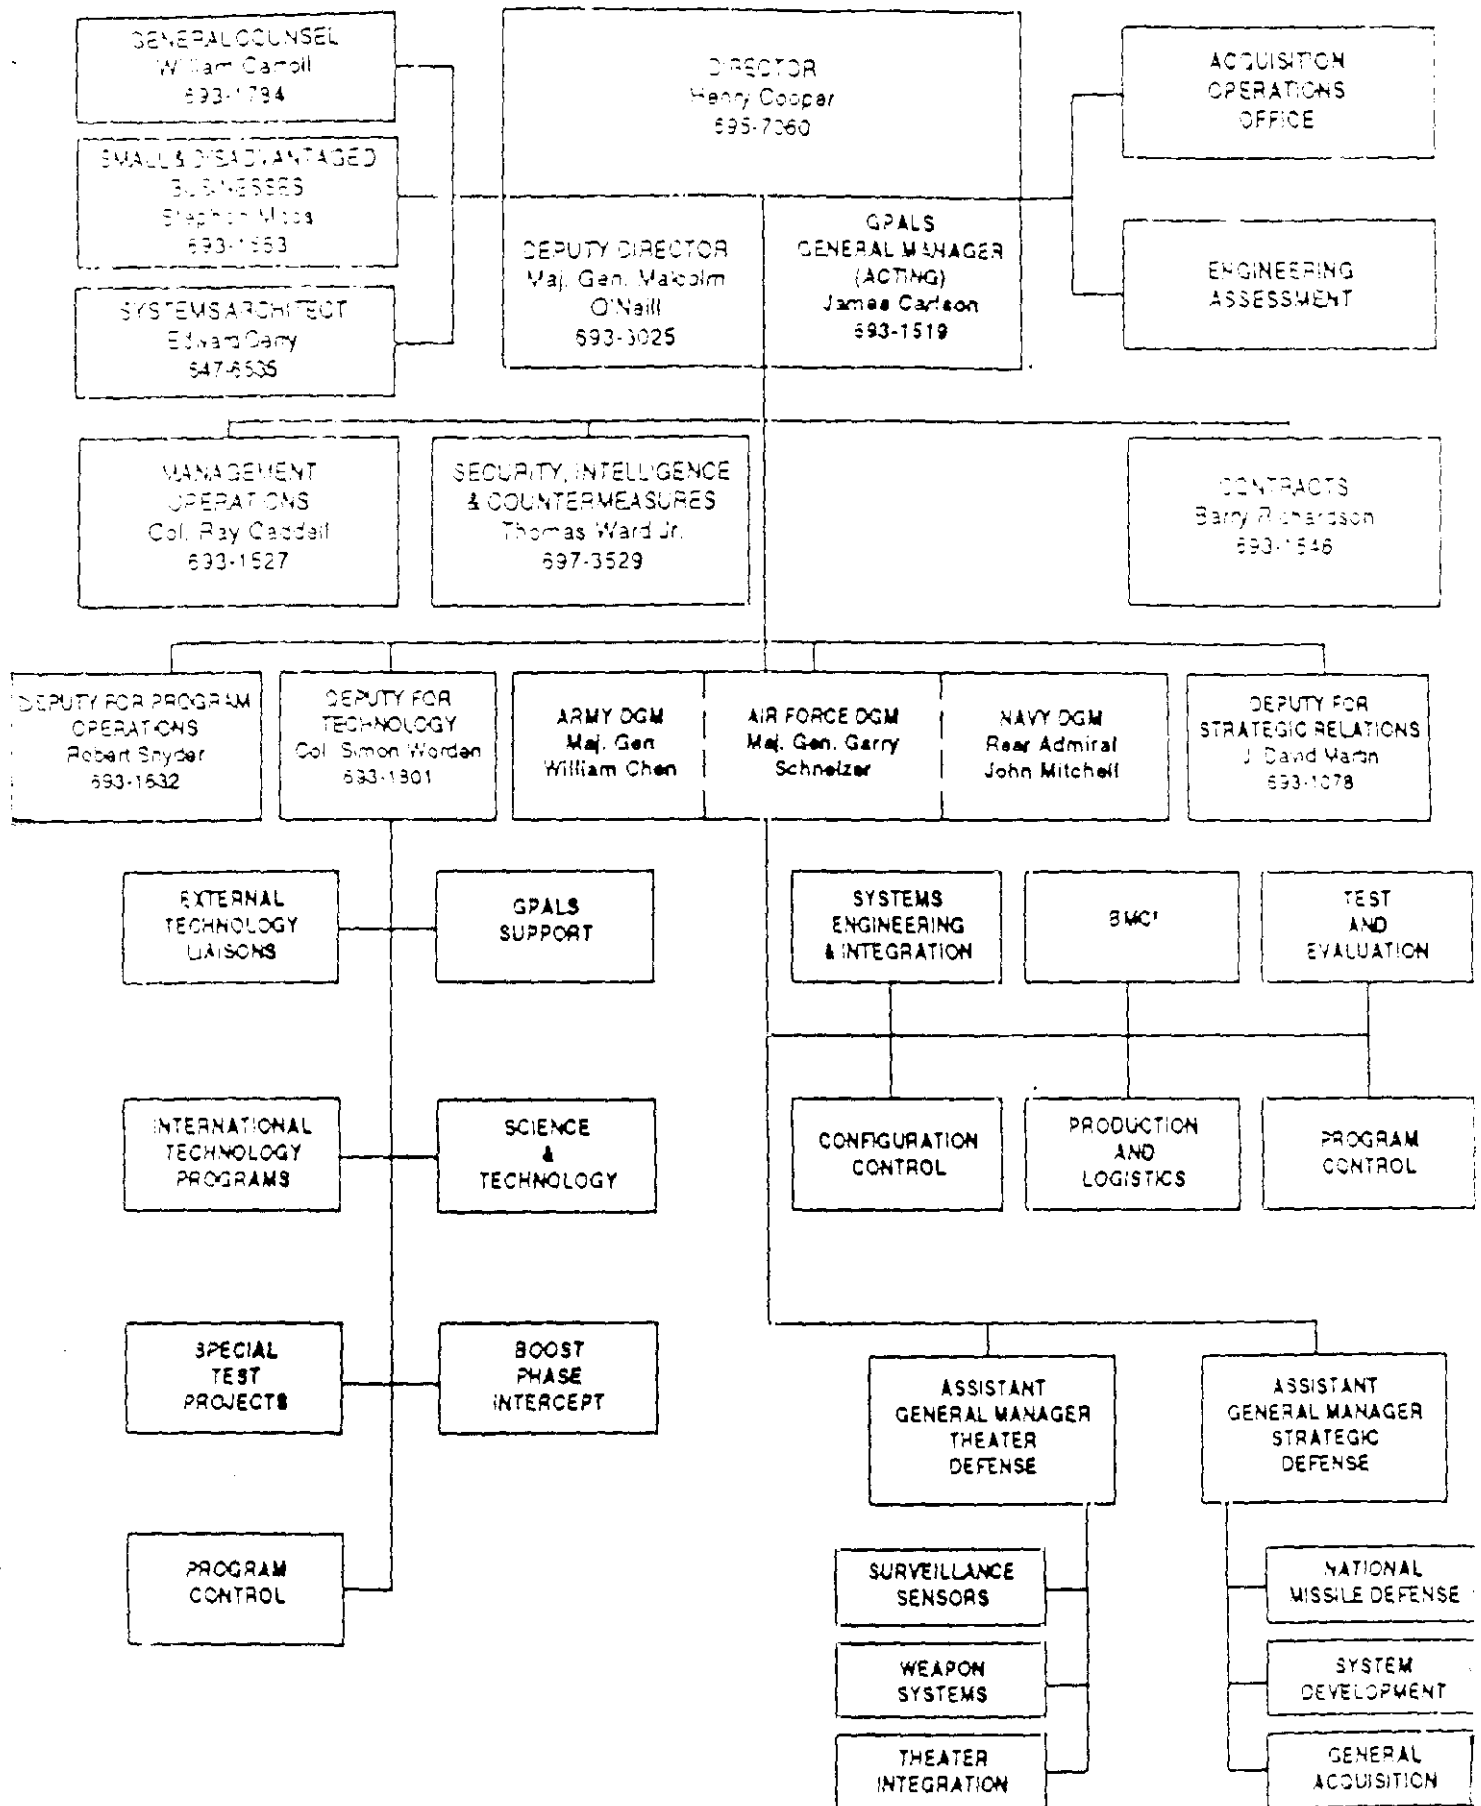 GENERAL COUNSEL
William Carroll
693-1784
DIRECTOR
Henry Cooper
695-7060
ACQUISITION
OPERATIONS
OFFICE
SMALL & DISADVANTAGED
BUSINESSES
Stephen
DEPUTY DIRECTOR
Maj. Gen. Malcolm
O'Neill
693-3025
GPALS
GENERAL MANAGER
(ACTING)
James Carlson
693-1519
ENGINEERING
ASSESSMENT
SYSTEMS ARCHITECT
Edward Gerry
MANAGEMENT
OPERATIONS
Col. Ray
693-1527
SECURITY, INTELLIGENCE
& COUNTERMEASURES
Thomas Ward Jr.
697-3529
CONTRACTS
Barry Richardson
693-1646
DEPUTY FOR PROGRAM
OPERATIONS
Robert Snyder
693-1632
DEPUTY FOR
TECHNOLOGY
Col. Simon Worden
ARMY DGM
Maj. Gen
William Chen
AIR FORCE DGM
Maj. Gen. Garry
Schnelzer
NAVY DGM
Rear Admiral
John Mitchell
DEPUTY FOR
STRATEGIC RELATIONS
J. David Martin
EXTERNAL
TECHNOLOGY
LIAISONS
GPALS
SUPPORT
SYSTEMS
ENGINEERING
& INTEGRATION
TEST
AND
EVALUATION
INTERNATIONAL
TECHNOLOGY
PROGRAMS
SCIENCE
&
TECHNOLOGY
CONFIGURATION
CONTROL
PRODUCTION
AND
LOGISTICS
PROGRAM
CONTROL
SPECIAL
TEST
PROJECTS
BOOST
PHASE
INTERCEPT
ASSISTANT
GENERAL MANAGER
THEATER
DEFENSE
ASSISTANT
GENERAL MANAGER
STRATEGIC
DEFENSE
PROGRAM
CONTROL
SURVEILLANCE
SENSORS
NATIONAL
MISSILE DEFENSE
WEAPON
SYSTEMS
SYSTEM
DEVELOPMENT
THEATER
INTEGRATION
GENERAL
ACQUISITION